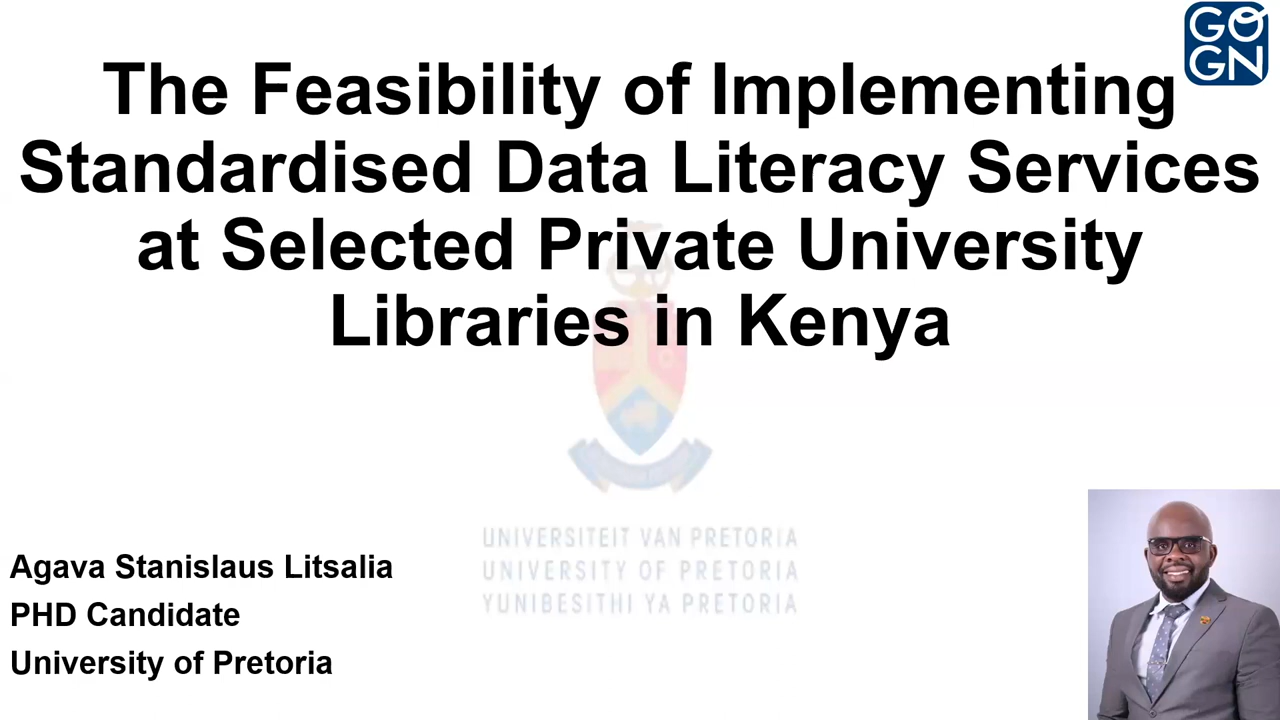 GO
GN
The Feasibility of Implementing
Standardised Data Literacy Services
at Selected Private University
Libraries in Kenya
UNIVERSITEIT VAN PRETORIA
UNIVERSITY OF PRETORIA
YUNIBESITHI YA PRETORIA
Agava Stanislaus Litsalia
PHD Candidate
University of Pretoria